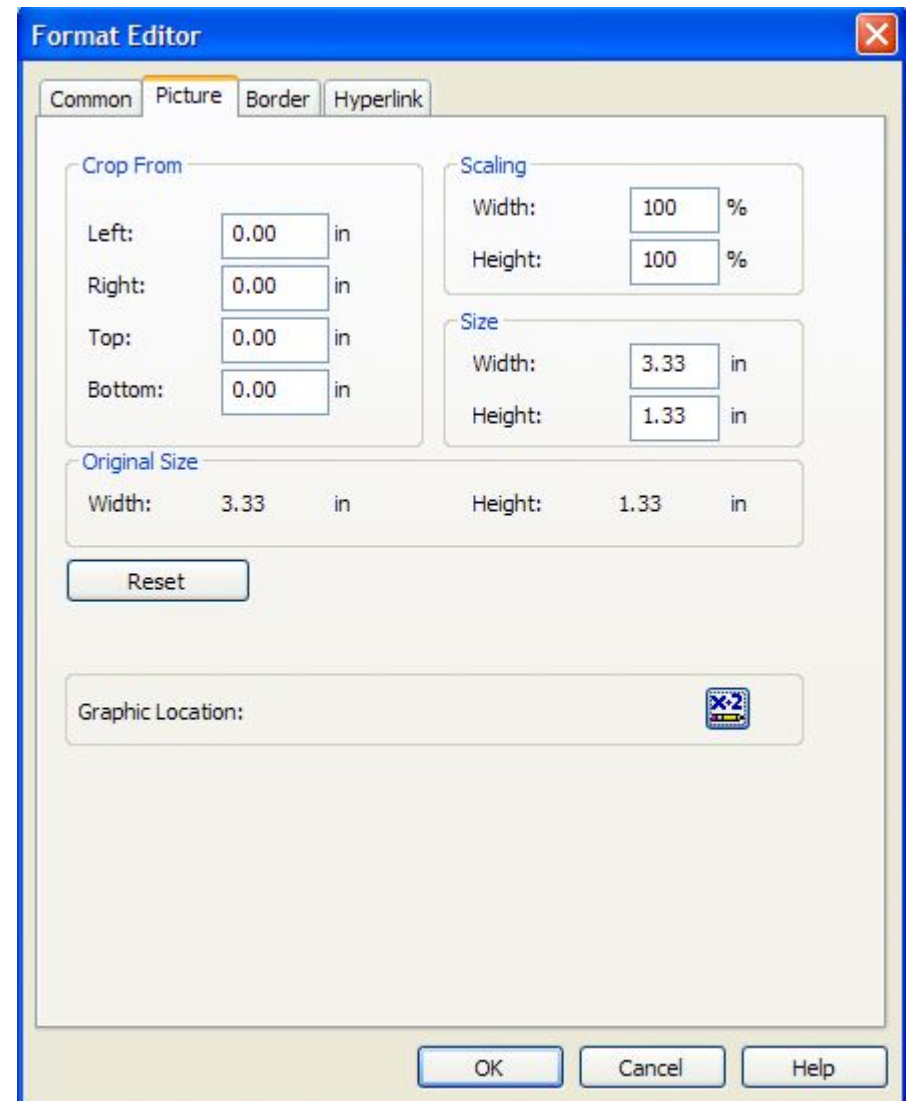 Format Editor
Common Picture Border Hyperlink
Crop From
Left: 0.00 in
Right: 0.00 in
Top: 0.00 in
Bottom: 0.00 in
Scaling
Width: 100 %
Height: 100 %
Size
Width: 3.33 in
Height: 1.33 in
Original Size
Width: 3.33 in Height: 1.33 in
Reset
Graphic Location: X+2
OK Cancel Help